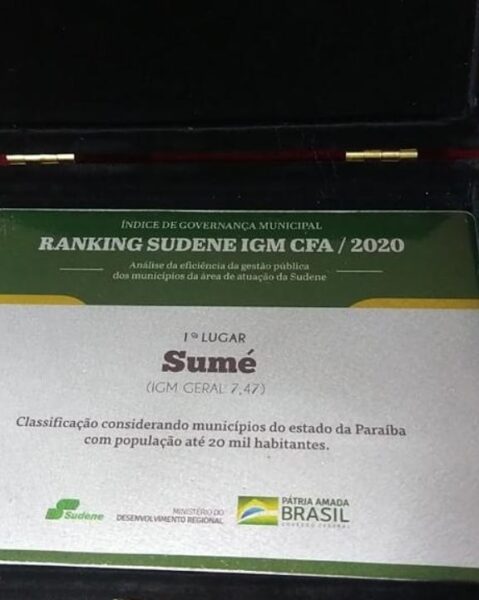 ÍNDICE DE GOVERNANÇA MUNICIPAL
RANKING SUDENE IGM CFA / 2020
Análise da eficiência da gestão pública
dos municípios da área de atuação da Sudene
1º LUGAR
Sumé
(IGM GERAL 7,47)
Classificação considerando municípios do estado da Paraíba
com população até 20 mil habitantes.
Sudene
MINISTÉRIO DO
DESENVOLVIMENTO REGIONAL
PÁTRIA AMADA
BRASIL
GOVERNO FEDERAL